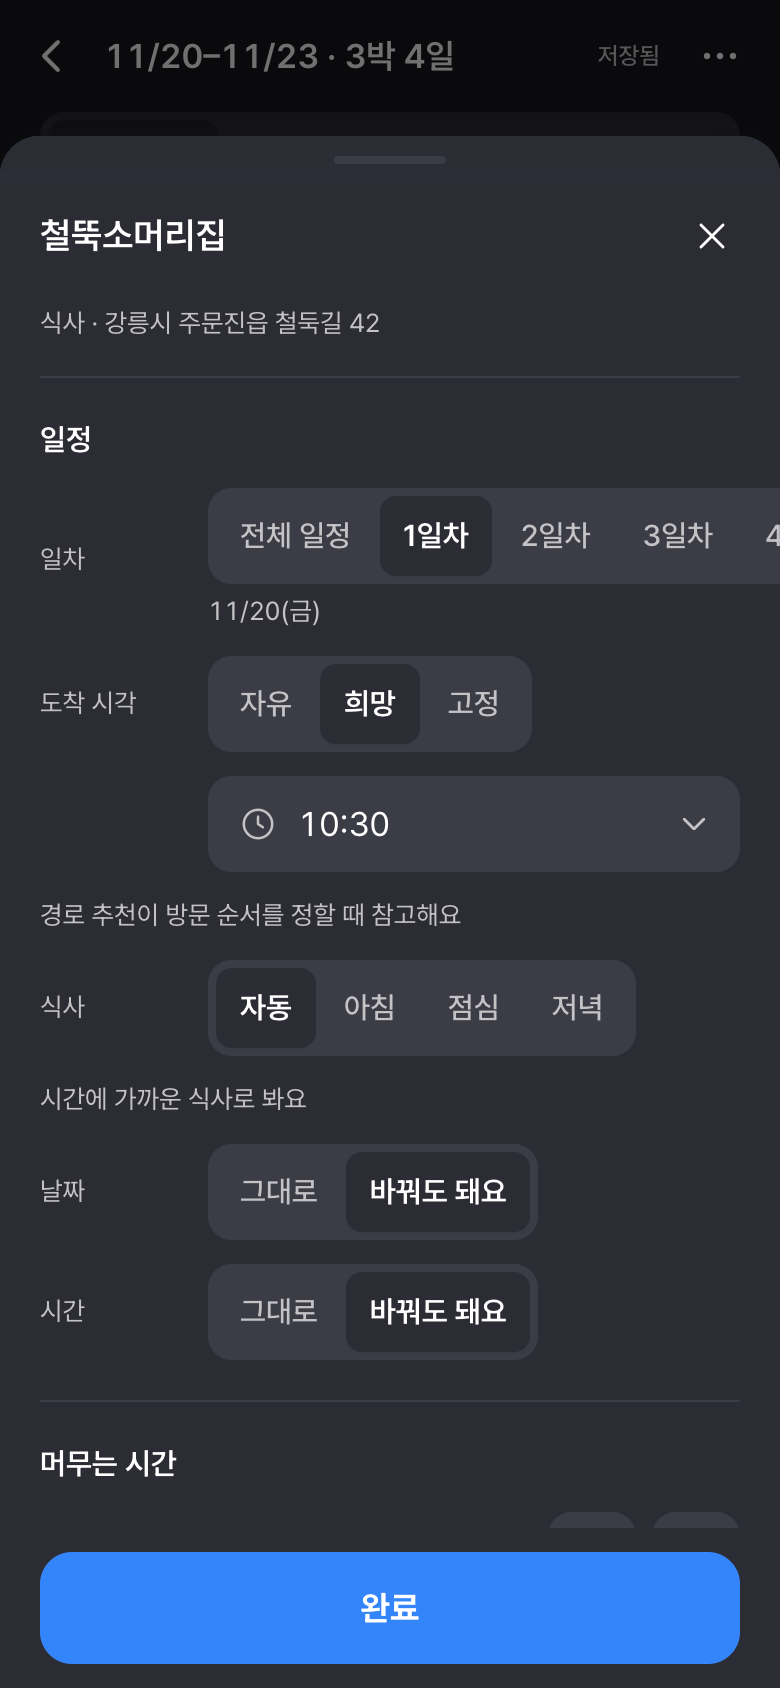 11/20–11/23 · 3박 4일 저장됨
철뚝소머리집
식사 · 강릉시 주문진읍 철둑길 42
일정
일차 전체 일정 1일차 2일차 3일차 4
11/20(금)
도착 시각 자유 희망 고정
10:30
경로 추천이 방문 순서를 정할 때 참고해요
식사 자동 아침 점심 저녁
시간에 가까운 식사로 봐요
날짜 그대로 바꿔도 돼요
시간 그대로 바꿔도 돼요
머무는 시간
완료